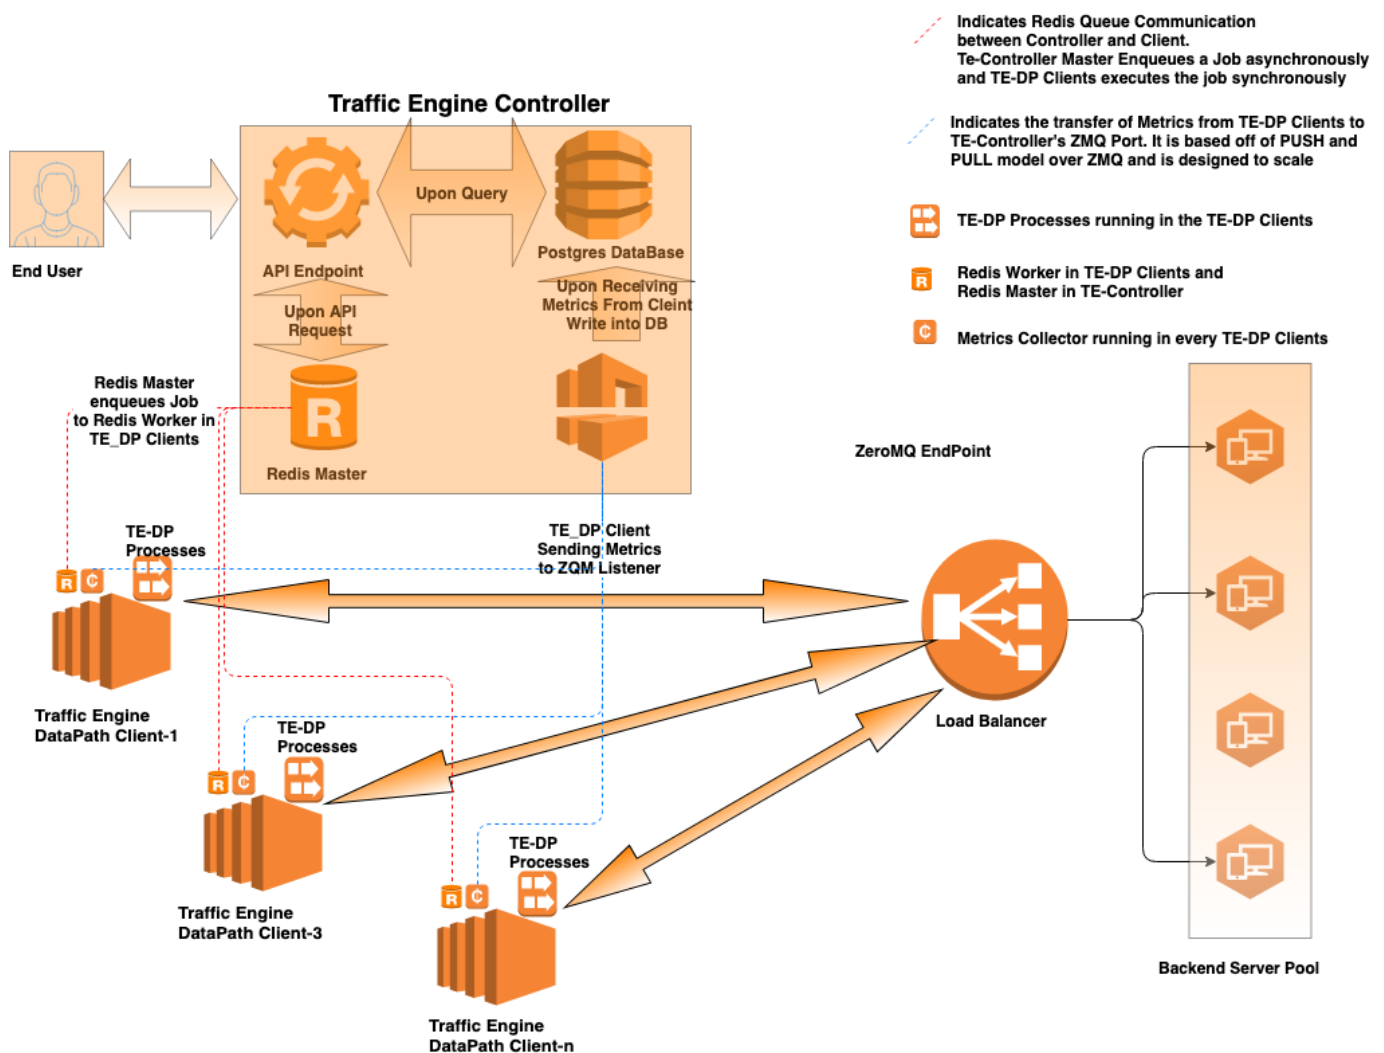 Indicates Redis Queue Communication
between Controller and Client.
Te-Controller Master Enqueues a Job asynchronously
and TE-DP Clients executes the job synchronously
Indicates the transfer of Metrics from TE-DP Clients to
TE-Controller's ZMQ Port. It is based off of PUSH and
PULL model over ZMQ and is designed to scale
TE-DP Processes running in the TE-DP Clients
R
Redis Worker in TE-DP Clients and
Redis Master in TE-Controller
₵
Metrics Collector running in every TE-DP Clients
Traffic Engine Controller
End User
API Endpoint
Upon Query
Postgres DataBase
Upon API
Request
Upon Receiving
Metrics From Cleint
Write into DB
R
Redis Master
Redis Master
enqueues Job
to Redis Worker in
TE_DP Clients
ZeroMQ EndPoint
TE_DP Client
Sending Metrics
to ZQM Listener
TE-DP
Processes
R
₵
Traffic Engine
DataPath Client-1
TE-DP
Processes
R
₵
Traffic Engine
DataPath Client-3
TE-DP
Processes
R
₵
Traffic Engine
DataPath Client-n
Load Balancer
Backend Server Pool